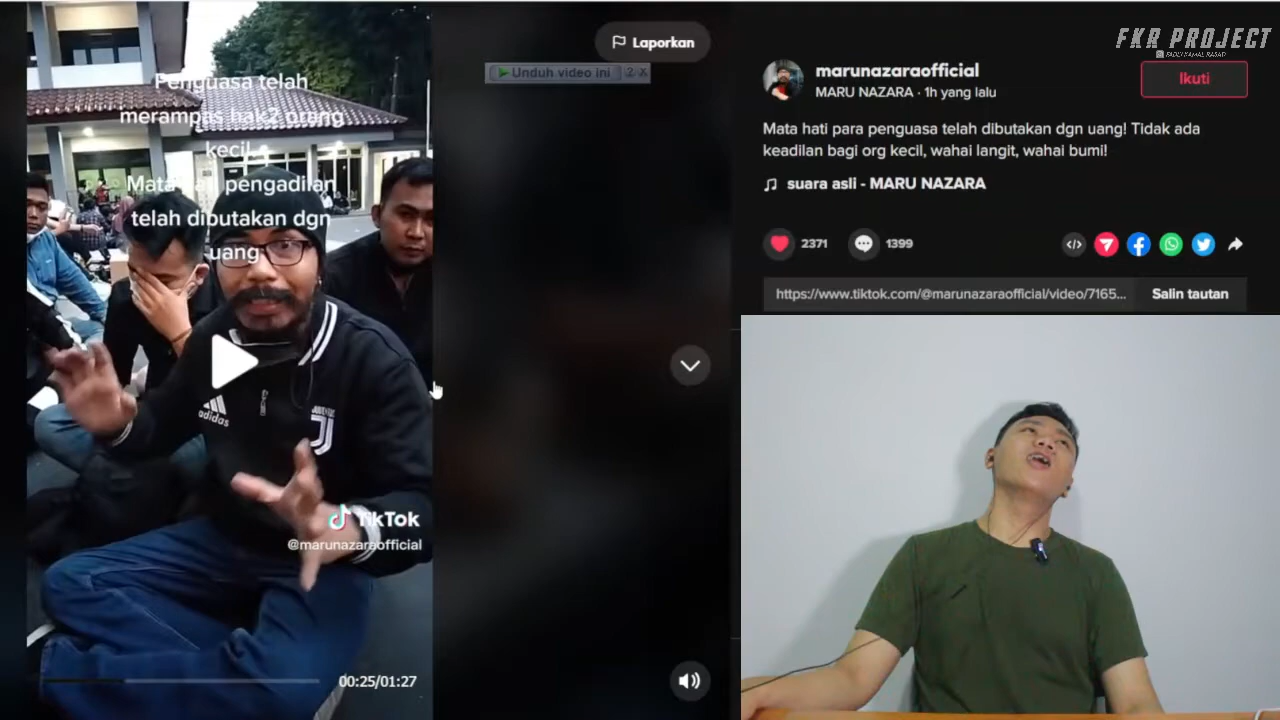 Penguasa telah
merampas hak2 orang
kecil.
Mata hati pengadilan
telah dibutakan dgn
uang
adidas
JUVENTUS
TikTok
@marunazaraofficial
00:25/01:27
Laporkan
Unduh video ini
? X
FKR PROJECT
marunazaraofficial
MARU NAZARA · 1h yang lalu
Ikuti
Mata hati para penguasa telah dibutakan dgn uang! Tidak ada
keadilan bagi org kecil, wahai langit, wahai bumi!
suara asli - MARU NAZARA
2371
1399
https://www.tiktok.com/@marunazaraofficial/video/7165...
Salin tautan